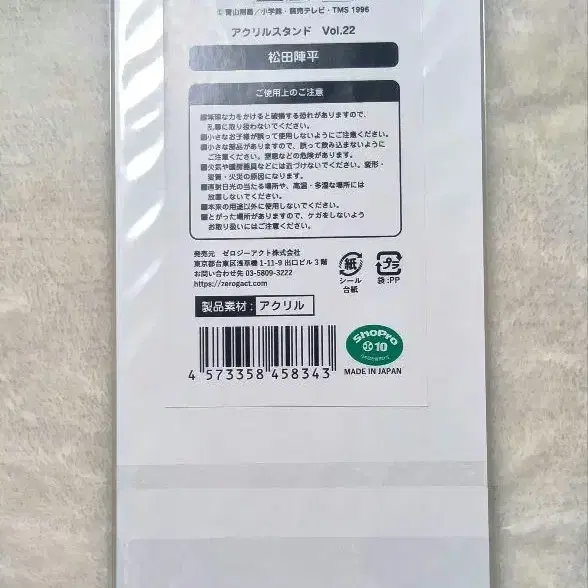 © 青山剛昌／小学館・読売テレビ・TMS 1996
アクリルスタンド Vol.22
松田陣平
ご使用上のご注意
■無理な力をかけると破損する恐れがありますので、
乱暴に取り扱わないでください。
■小さなお子様が誤って使用しないようにご注意ください。
■小さな部品がありますので、誤って飲み込まないように
ご注意ください。窒息などの危険があります。
■火気や暖房器具などには近づけないでください。変形・
変質・火災の原因になります。
■直射日光の当たる場所や、高温・多湿な場所には
放置しないでください。
■本来の用途以外に使用しないでください。
■とがった場所がありますので、ケガをしないよう
お取り扱いにはご注意ください。
発売元 ゼロジーアクト株式会社
東京都台東区浅草橋 1-11-9 出口ビル 3 階
お問い合わせ先 03-5809-3222
https://zerogact.com
紙
シール
台紙
プラ
袋:PP
製品素材：アクリル
4 573358 458343
ShoPro
10
MADE IN JAPAN